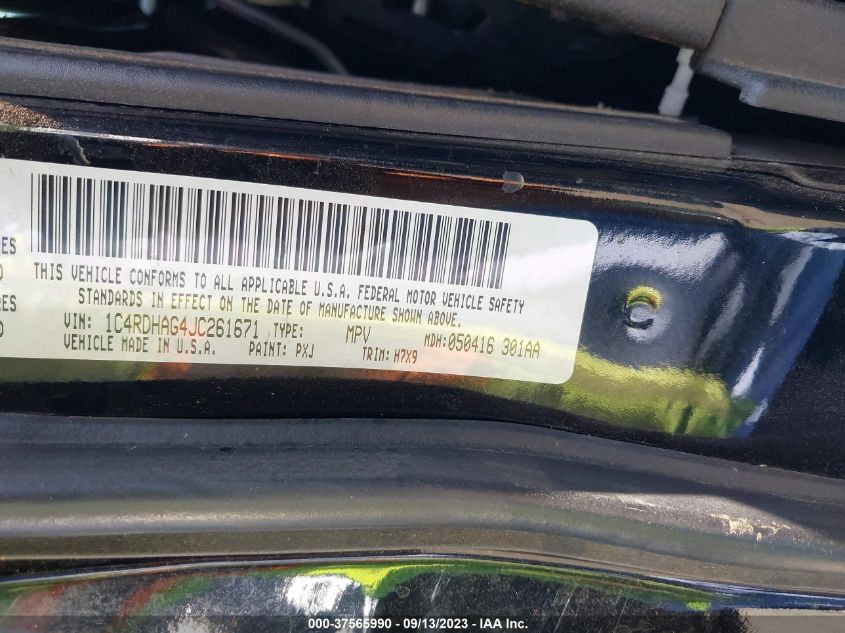 ES
THIS VEHICLE CONFORMS TO ALL APPLICABLE U.S.A. FEDERAL MOTOR VEHICLE SAFETY
STANDARDS IN EFFECT ON THE DATE OF MANUFACTURE SHOWN ABOVE.
RES
VIN: 1C4RDHAG4JC261671 TYPE: MPV MDH:050416 301AA
VEHICLE MADE IN U.S.A. PAINT: PXJ TRIM: H7X9
000-37565990 - 09/13/2023 - IAA Inc.